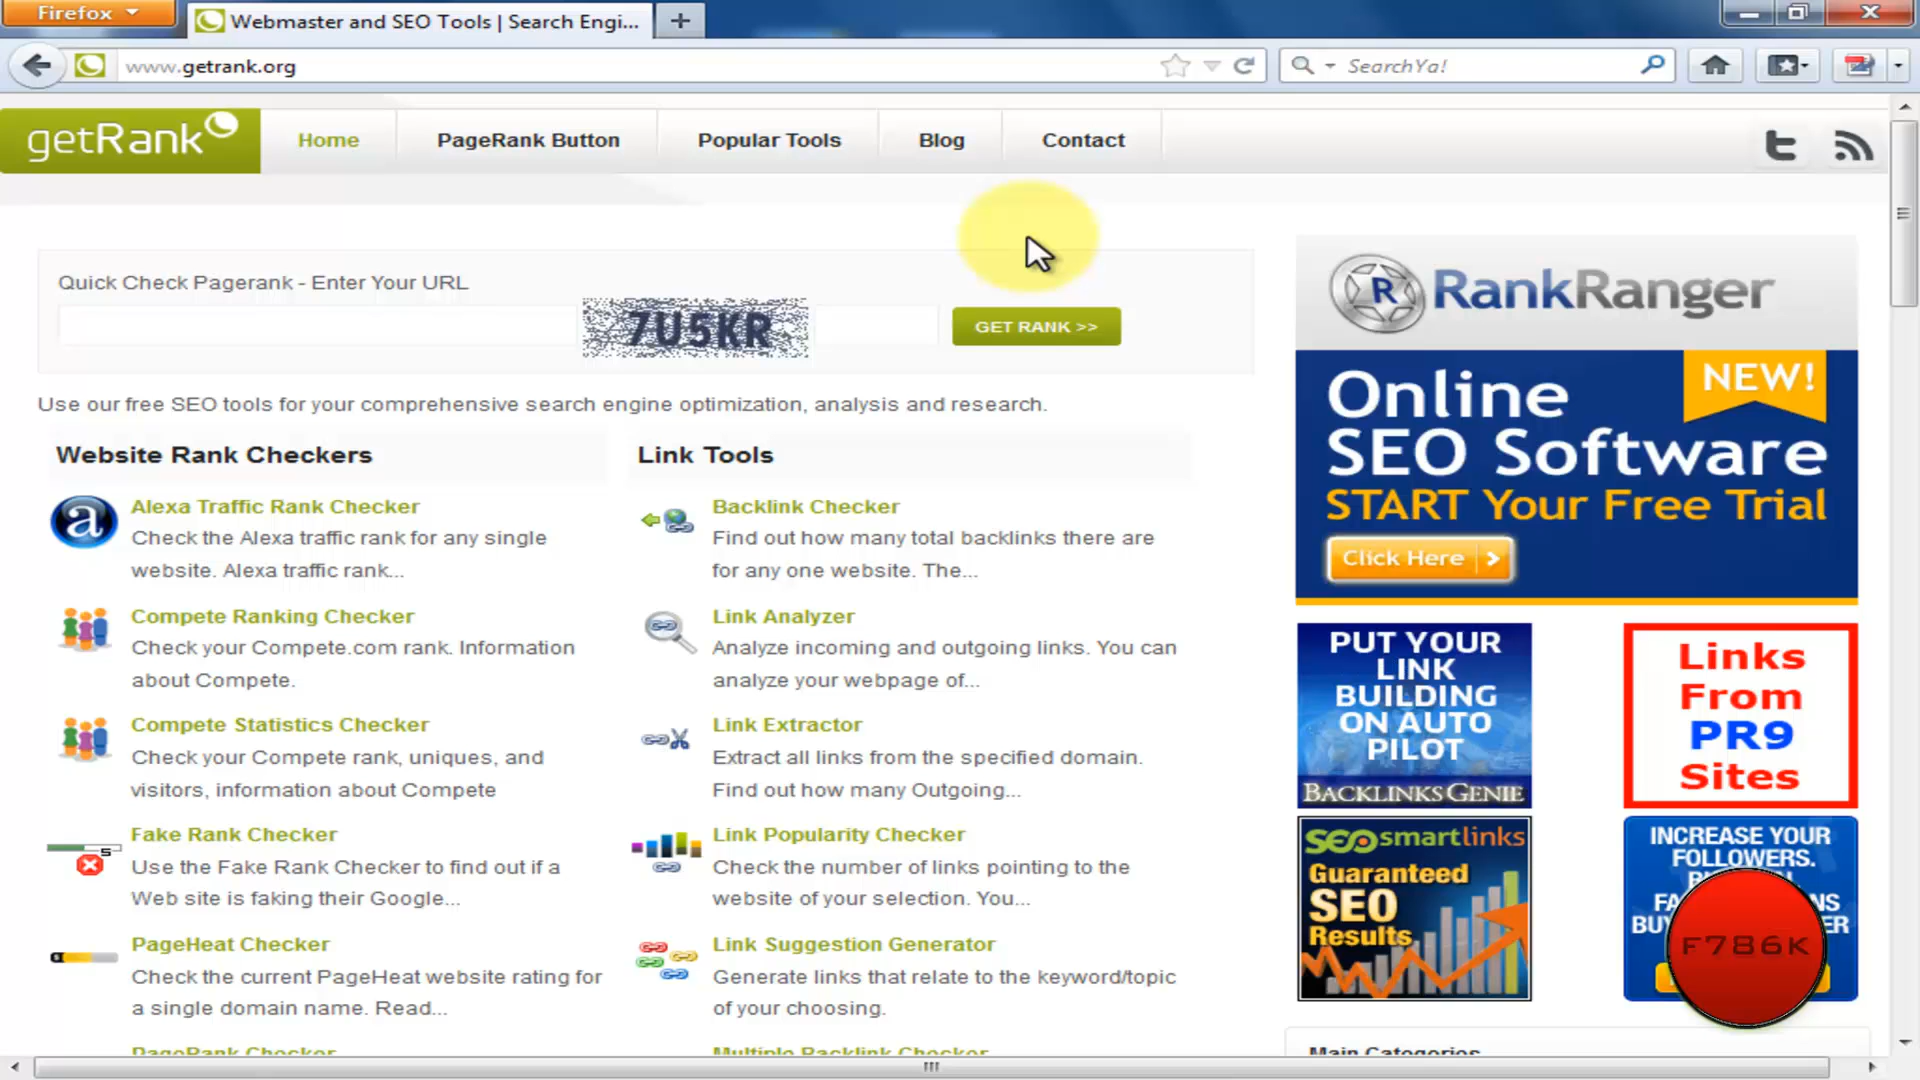 Firefox
Webmaster and SEO Tools | Search Engi...
www.getrank.org
SearchYa!
getRank
Home
PageRank Button
Popular Tools
Blog
Contact
Quick Check Pagerank - Enter Your URL
7U5KR
GET RANK >>
Use our free SEO tools for your comprehensive search engine optimization, analysis and research.
Website Rank Checkers
Alexa Traffic Rank Checker
Check the Alexa traffic rank for any single
website. Alexa traffic rank...
Compete Ranking Checker
Check your Compete.com rank. Information
about Compete.
Compete Statistics Checker
Check your Compete rank, uniques, and
visitors, information about Compete
Fake Rank Checker
Use the Fake Rank Checker to find out if a
Web site is faking their Google...
PageHeat Checker
Check the current PageHeat website rating for
a single domain name. Read...
PageRank Checker
Link Tools
Backlink Checker
Find out how many total backlinks there are
for any one website. The...
Link Analyzer
Analyze incoming and outgoing links. You can
analyze your webpage of...
Link Extractor
Extract all links from the specified domain.
Find out how many Outgoing...
Link Popularity Checker
Check the number of links pointing to the
website of your selection. You...
Link Suggestion Generator
Generate links that relate to the keyword/topic
of your choosing.
Multiple Backlink Checker
R RankRanger
NEW!
Online
SEO Software
START Your Free Trial
Click Here
PUT YOUR
LINK
BUILDING
ON AUTO
PILOT
BACKLINKS GENIE
Links
From
PR9
Sites
SEO smartlinks
Guaranteed
SEO
Results
INCREASE YOUR
FOLLOWERS.
F786K
Main Categories